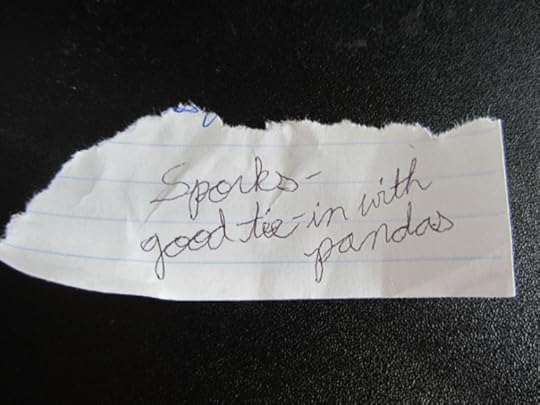 Sporks-
good tie-in with
pandas